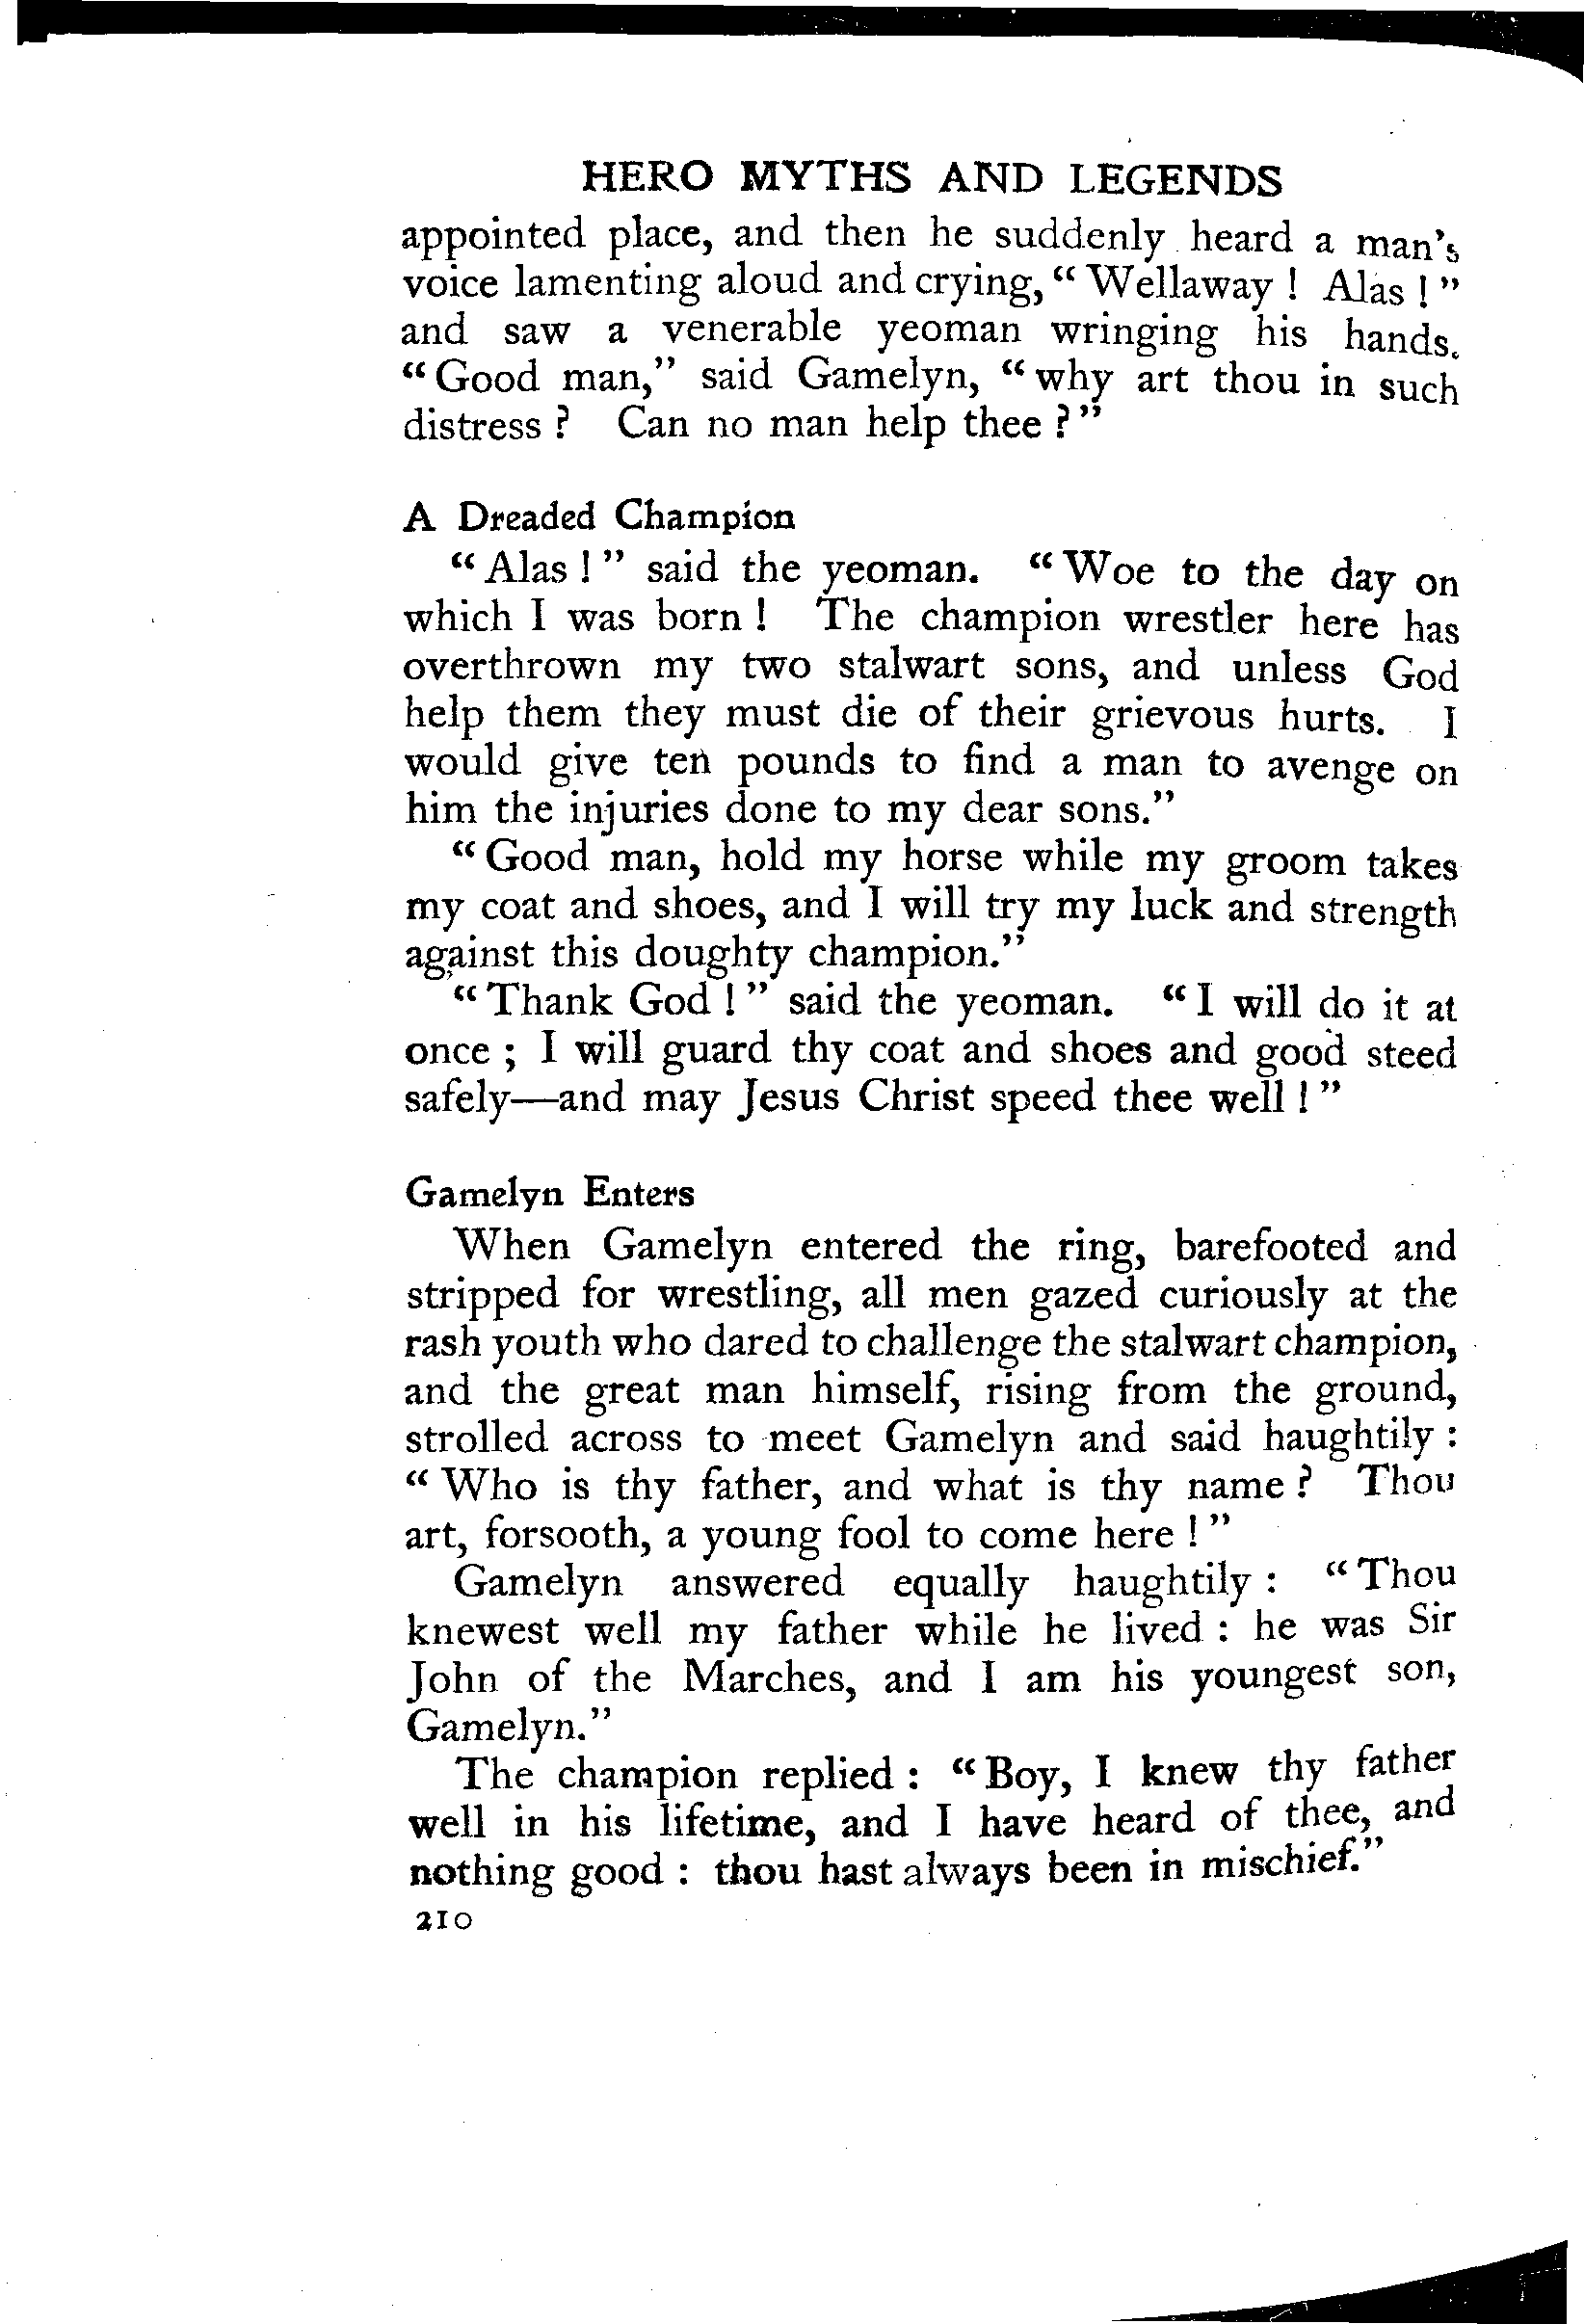 HERO MYTHS AND LEGENDS
appointed place, and then he suddenly heard a man's
voice lamenting aloud and crying, “ Wellaway ! Alas ! ”
and saw a venerable yeoman wringing his hands.
“ Good man,” said Gamelyn, “ why art thou in such
distress ? Can no man help thee ? ”
A Dreaded Champion
“ Alas ! ” said the yeoman. “ Woe to the day on
which I was born ! The champion wrestler here has
overthrown my two stalwart sons, and unless God
help them they must die of their grievous hurts. I
would give ten pounds to find a man to avenge on
him the injuries done to my dear sons.”
“ Good man, hold my horse while my groom takes
my coat and shoes, and I will try my luck and strength
against this doughty champion.”
“ Thank God ! ” said the yeoman. “ I will do it at
once ; I will guard thy coat and shoes and good steed
safely—and may Jesus Christ speed thee well ! ”
Gamelyn Enters
When Gamelyn entered the ring, barefooted and
stripped for wrestling, all men gazed curiously at the
rash youth who dared to challenge the stalwart champion,
and the great man himself, rising from the ground,
strolled across to meet Gamelyn and said haughtily :
“ Who is thy father, and what is thy name ? Thou
art, forsooth, a young fool to come here ! ”
Gamelyn answered equally haughtily : “ Thou
knewest well my father while he lived : he was Sir
John of the Marches, and I am his youngest son,
Gamelyn.”
The champion replied : “ Boy, I knew thy father
well in his lifetime, and I have heard of thee, and
nothing good : thou hast always been in mischief.”
210